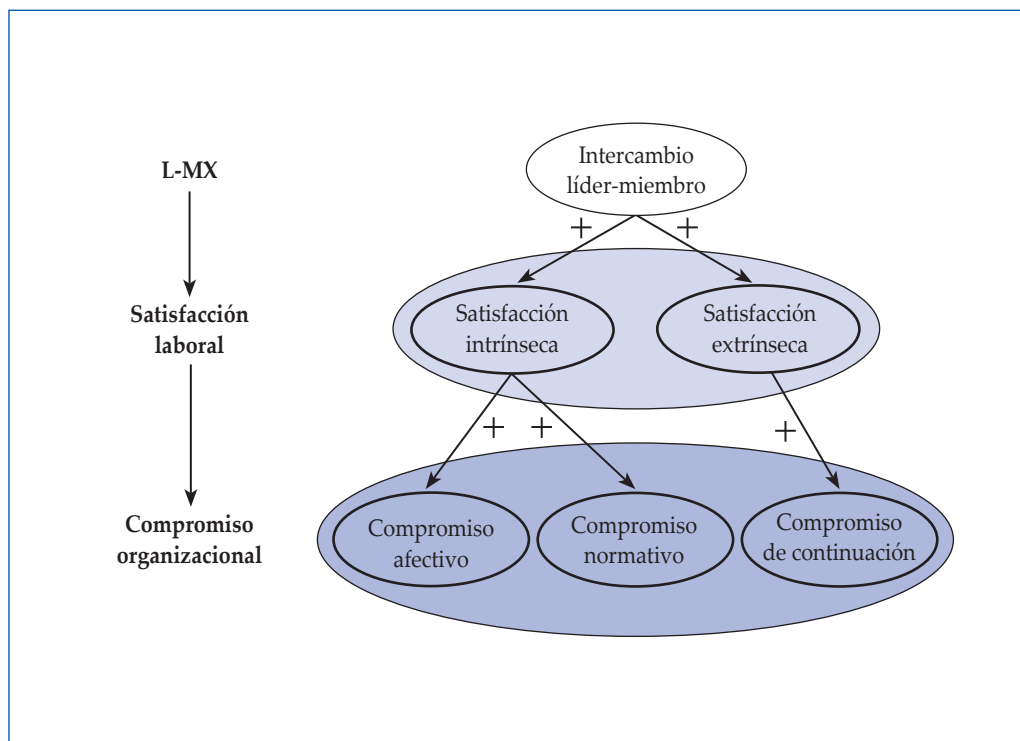 L-MX
Intercambio
líder-miembro
+
+
Satisfacción
laboral
Satisfacción
intrínseca
Satisfacción
extrínseca
+
+
+
Compromiso
organizacional
Compromiso
afectivo
Compromiso
normativo
Compromiso
de continuación